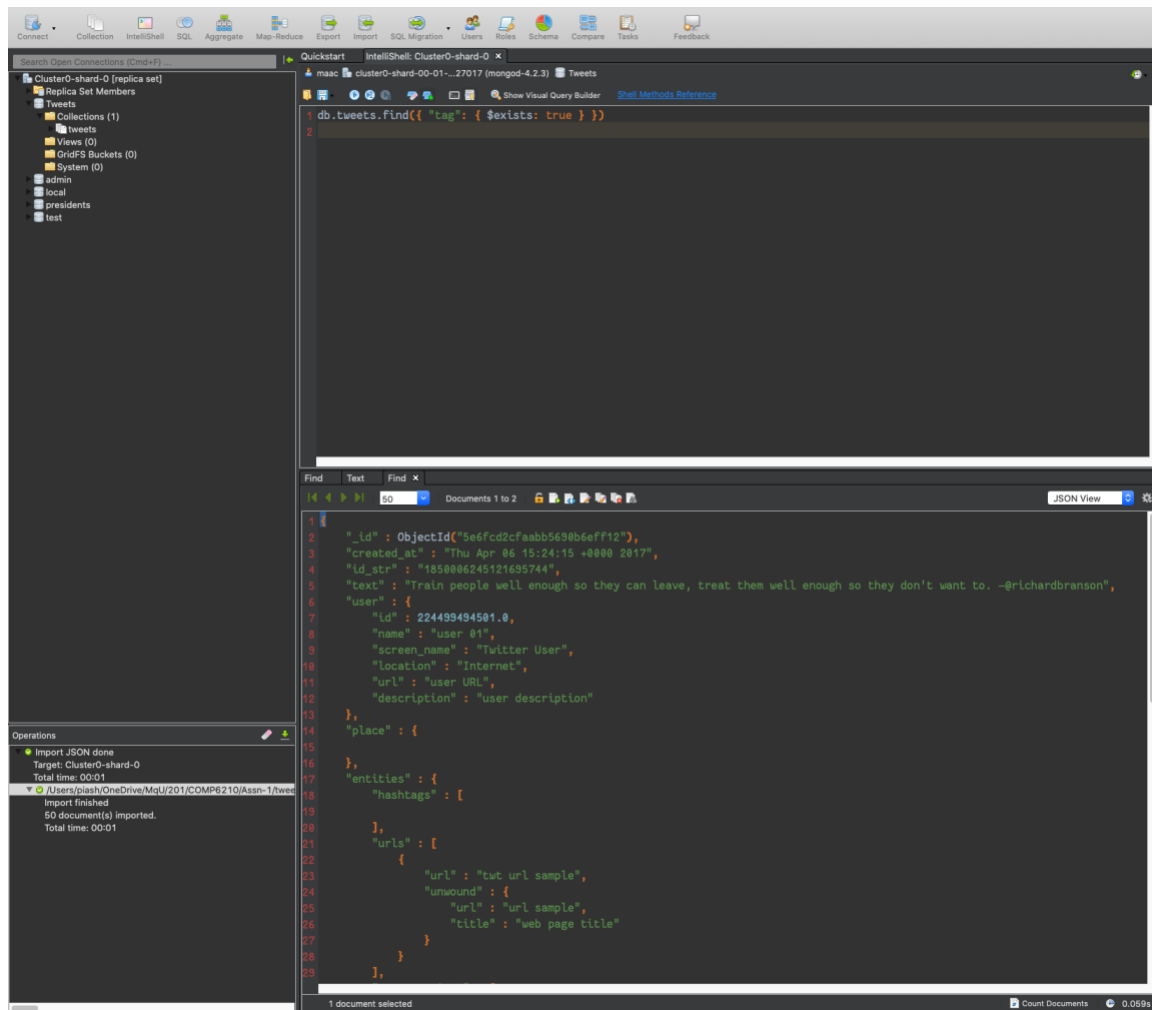 Connect Collection IntelliShell SQL Aggregate Map-Reduce Export Import SQL Migration Users Roles Schema Compare Tasks Feedback
Search Open Connections (Cmd+F) ...
Cluster0-shard-0 [replica set]
Replica Set Members
Tweets
Collections (1)
tweets
Views (0)
GridFS Buckets (0)
System (0)
admin
local
presidents
test
Quickstart IntelliShell: Cluster0-shard-0 ×
maac cluster0-shard-00-01-...27017 (mongod-4.2.3) Tweets
Show Visual Query Builder Shell Methods Reference
1 db.tweets.find({ "tag": { $exists: true } })
2
Find Text Find ×
50 Documents 1 to 2 JSON View
1 {
2 "_id" : ObjectId("5e6fcd2cfaabb5690b6eff12"),
3 "created_at" : "Thu Apr 06 15:24:15 +0000 2017",
4 "id_str" : "1850006245121695744",
5 "text" : "Train people well enough so they can leave, treat them well enough so they don't want to. –@richardbranson",
6 "user" : {
7 "id" : 224499494501.0,
8 "name" : "user 01",
9 "screen_name" : "Twitter User",
10 "location" : "Internet",
11 "url" : "user URL",
12 "description" : "user description"
13 },
14 "place" : {
15
16 },
17 "entities" : {
18 "hashtags" : [
19
20 ],
21 "urls" : [
22 {
23 "url" : "twt url sample",
24 "unwound" : {
25 "url" : "url sample",
26 "title" : "web page title"
27 }
28 }
29 ],
Operations
Import JSON done
Target: Cluster0-shard-0
Total time: 00:01
/Users/piash/OneDrive/MqU/201/COMP6210/Assn-1/twee
Import finished
50 document(s) imported.
Total time: 00:01
1 document selected Count Documents 0.059s